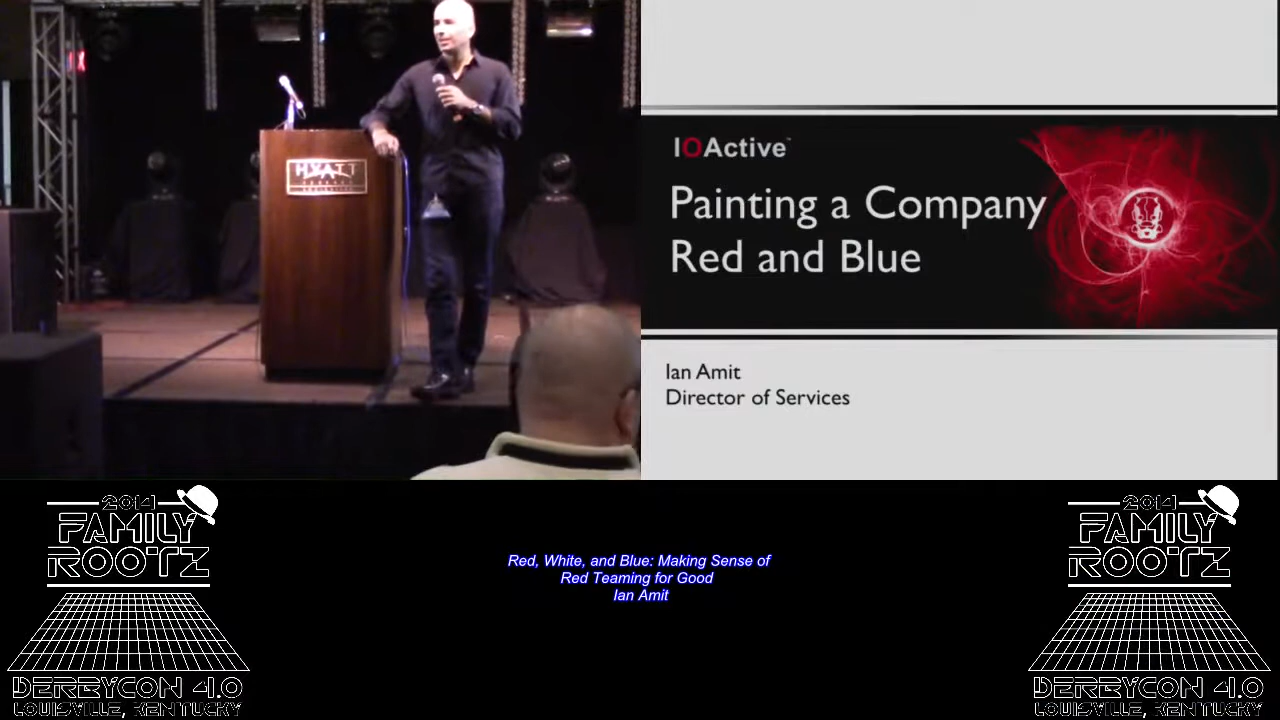 HYATT
IOActive™
Painting a Company
Red and Blue
Ian Amit
Director of Services
2014
FAMILY
ROOTZ
DERBYCON 4.0
LOUISVILLE, KENTUCKY
Red, White, and Blue: Making Sense of
Red Teaming for Good
Ian Amit
2014
FAMILY
ROOTZ
DERBYCON 4.0
LOUISVILLE, KENTUCKY